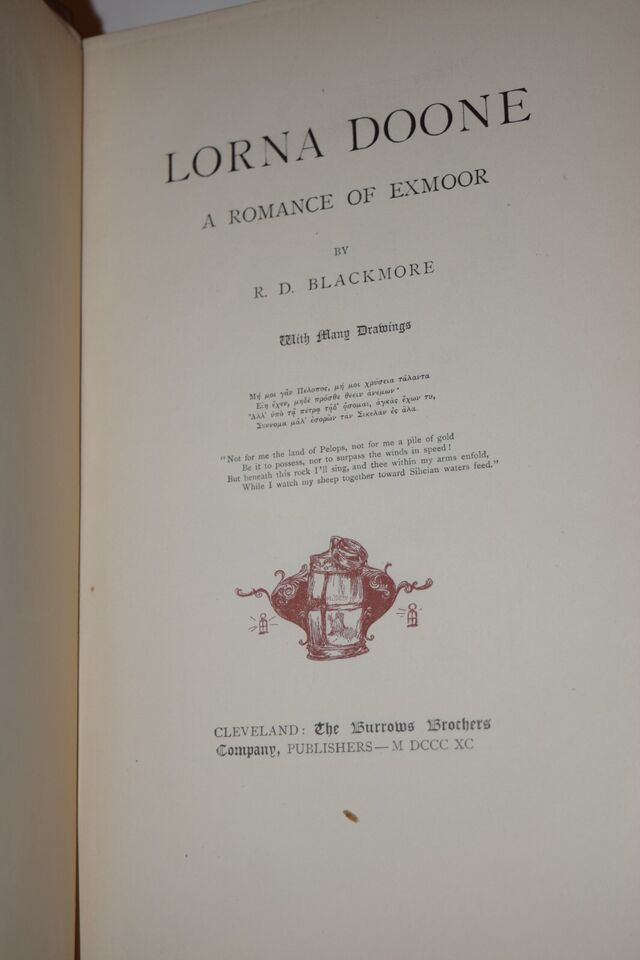 LORNA DOONE
A ROMANCE OF EXMOOR
BY
R. D. BLACKMORE
With Many Drawings
Μή μοι γᾶν Πέλοπος, μή μοι χρύσεια τάλαντα
Εἴη ἔχεν, μηδὲ πρόσθε θέειν ἀνέμων·
Ἀλλ' ὑπὸ τᾷ πέτρᾳ τᾷδ' ᾄσομαι, ἀγκὰς ἔχων τυ,
Σύννομα μᾶλ' ἐσορῶν τὰν Σικελὰν ἐς ἅλα.
"Not for me the land of Pelops, not for me a pile of gold
Be it to possess, nor to surpass the winds in speed!
But beneath this rock I'll sing, and thee within my arms enfold,
While I watch my sheep together toward Silician waters feed."
CLEVELAND: The Burrows Brothers
Company, PUBLISHERS—M DCCC XC